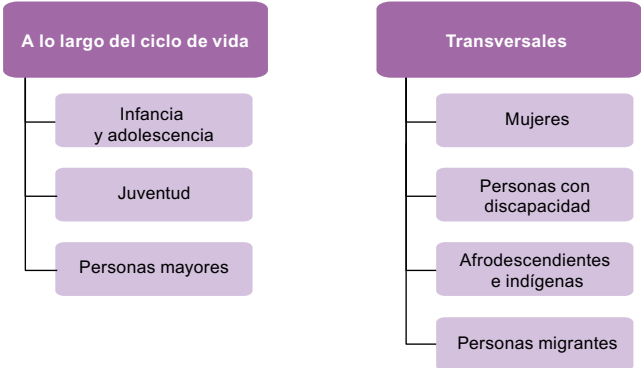 A lo largo del ciclo de vida
Infancia
y adolescencia
Juventud
Personas mayores
Transversales
Mujeres
Personas con
discapacidad
Afrodescendientes
e indígenas
Personas migrantes